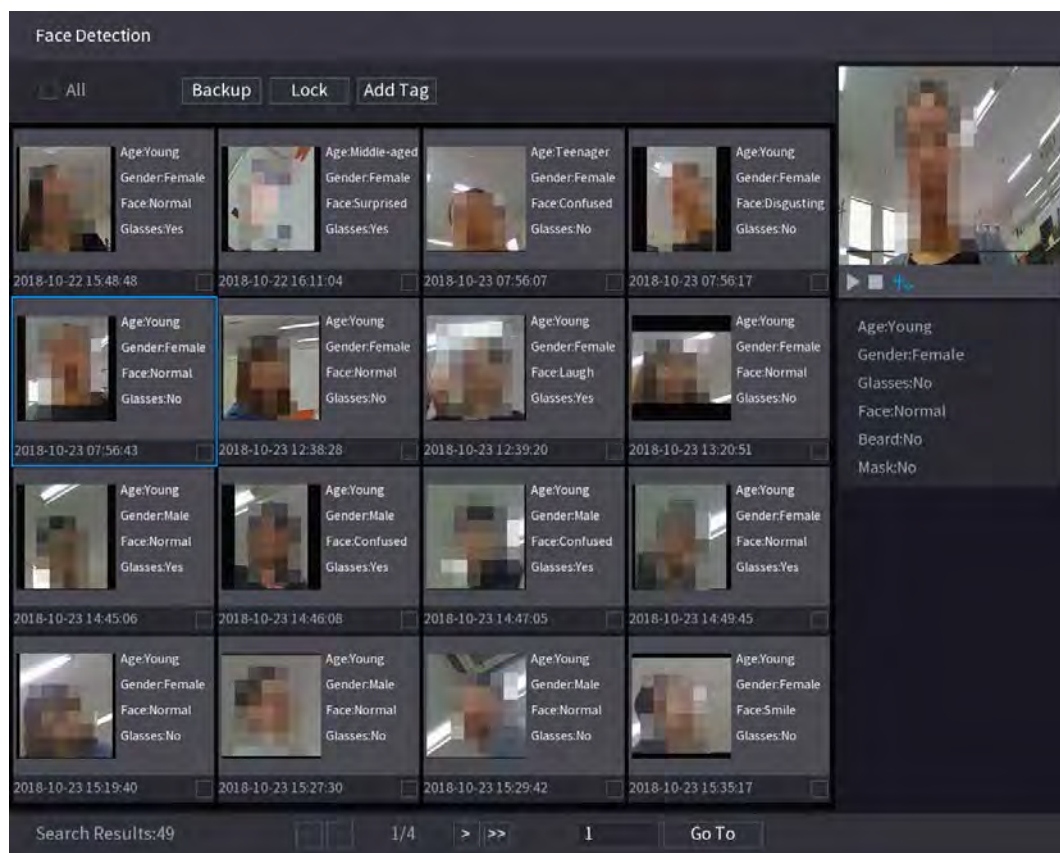 Face Detection
All Backup Lock Add Tag
Age:Young
Gender:Female
Face:Normal
Glasses:Yes
2018-10-22 15:48:48
Age:Middle-aged
Gender:Female
Face:Surprised
Glasses:Yes
2018-10-22 16:11:04
Age:Teenager
Gender:Female
Face:Confused
Glasses:No
2018-10-23 07:56:07
Age:Young
Gender:Female
Face:Disgusting
Glasses:No
2018-10-23 07:56:17
Age:Young
Gender:Female
Face:Normal
Glasses:No
2018-10-23 07:56:43
Age:Young
Gender:Female
Face:Normal
Glasses:No
2018-10-23 12:38:28
Age:Young
Gender:Female
Face:Laugh
Glasses:Yes
2018-10-23 12:39:20
Age:Young
Gender:Female
Face:Normal
Glasses:No
2018-10-23 13:20:51
Age:Young
Gender:Male
Face:Normal
Glasses:Yes
2018-10-23 14:45:06
Age:Young
Gender:Male
Face:Confused
Glasses:Yes
2018-10-23 14:46:08
Age:Young
Gender:Male
Face:Confused
Glasses:Yes
2018-10-23 14:47:05
Age:Young
Gender:Female
Face:Normal
Glasses:Yes
2018-10-23 14:49:45
Age:Young
Gender:Female
Face:Normal
Glasses:No
2018-10-23 15:19:40
Age:Young
Gender:Male
Face:Normal
Glasses:No
2018-10-23 15:27:30
Age:Young
Gender:Male
Face:Normal
Glasses:No
2018-10-23 15:29:42
Age:Young
Gender:Female
Face:Smile
Glasses:No
2018-10-23 15:35:17
Age:Young
Gender:Female
Glasses:No
Face:Normal
Beard:No
Mask:No
Search Results:49 1/4 > >> 1 Go To